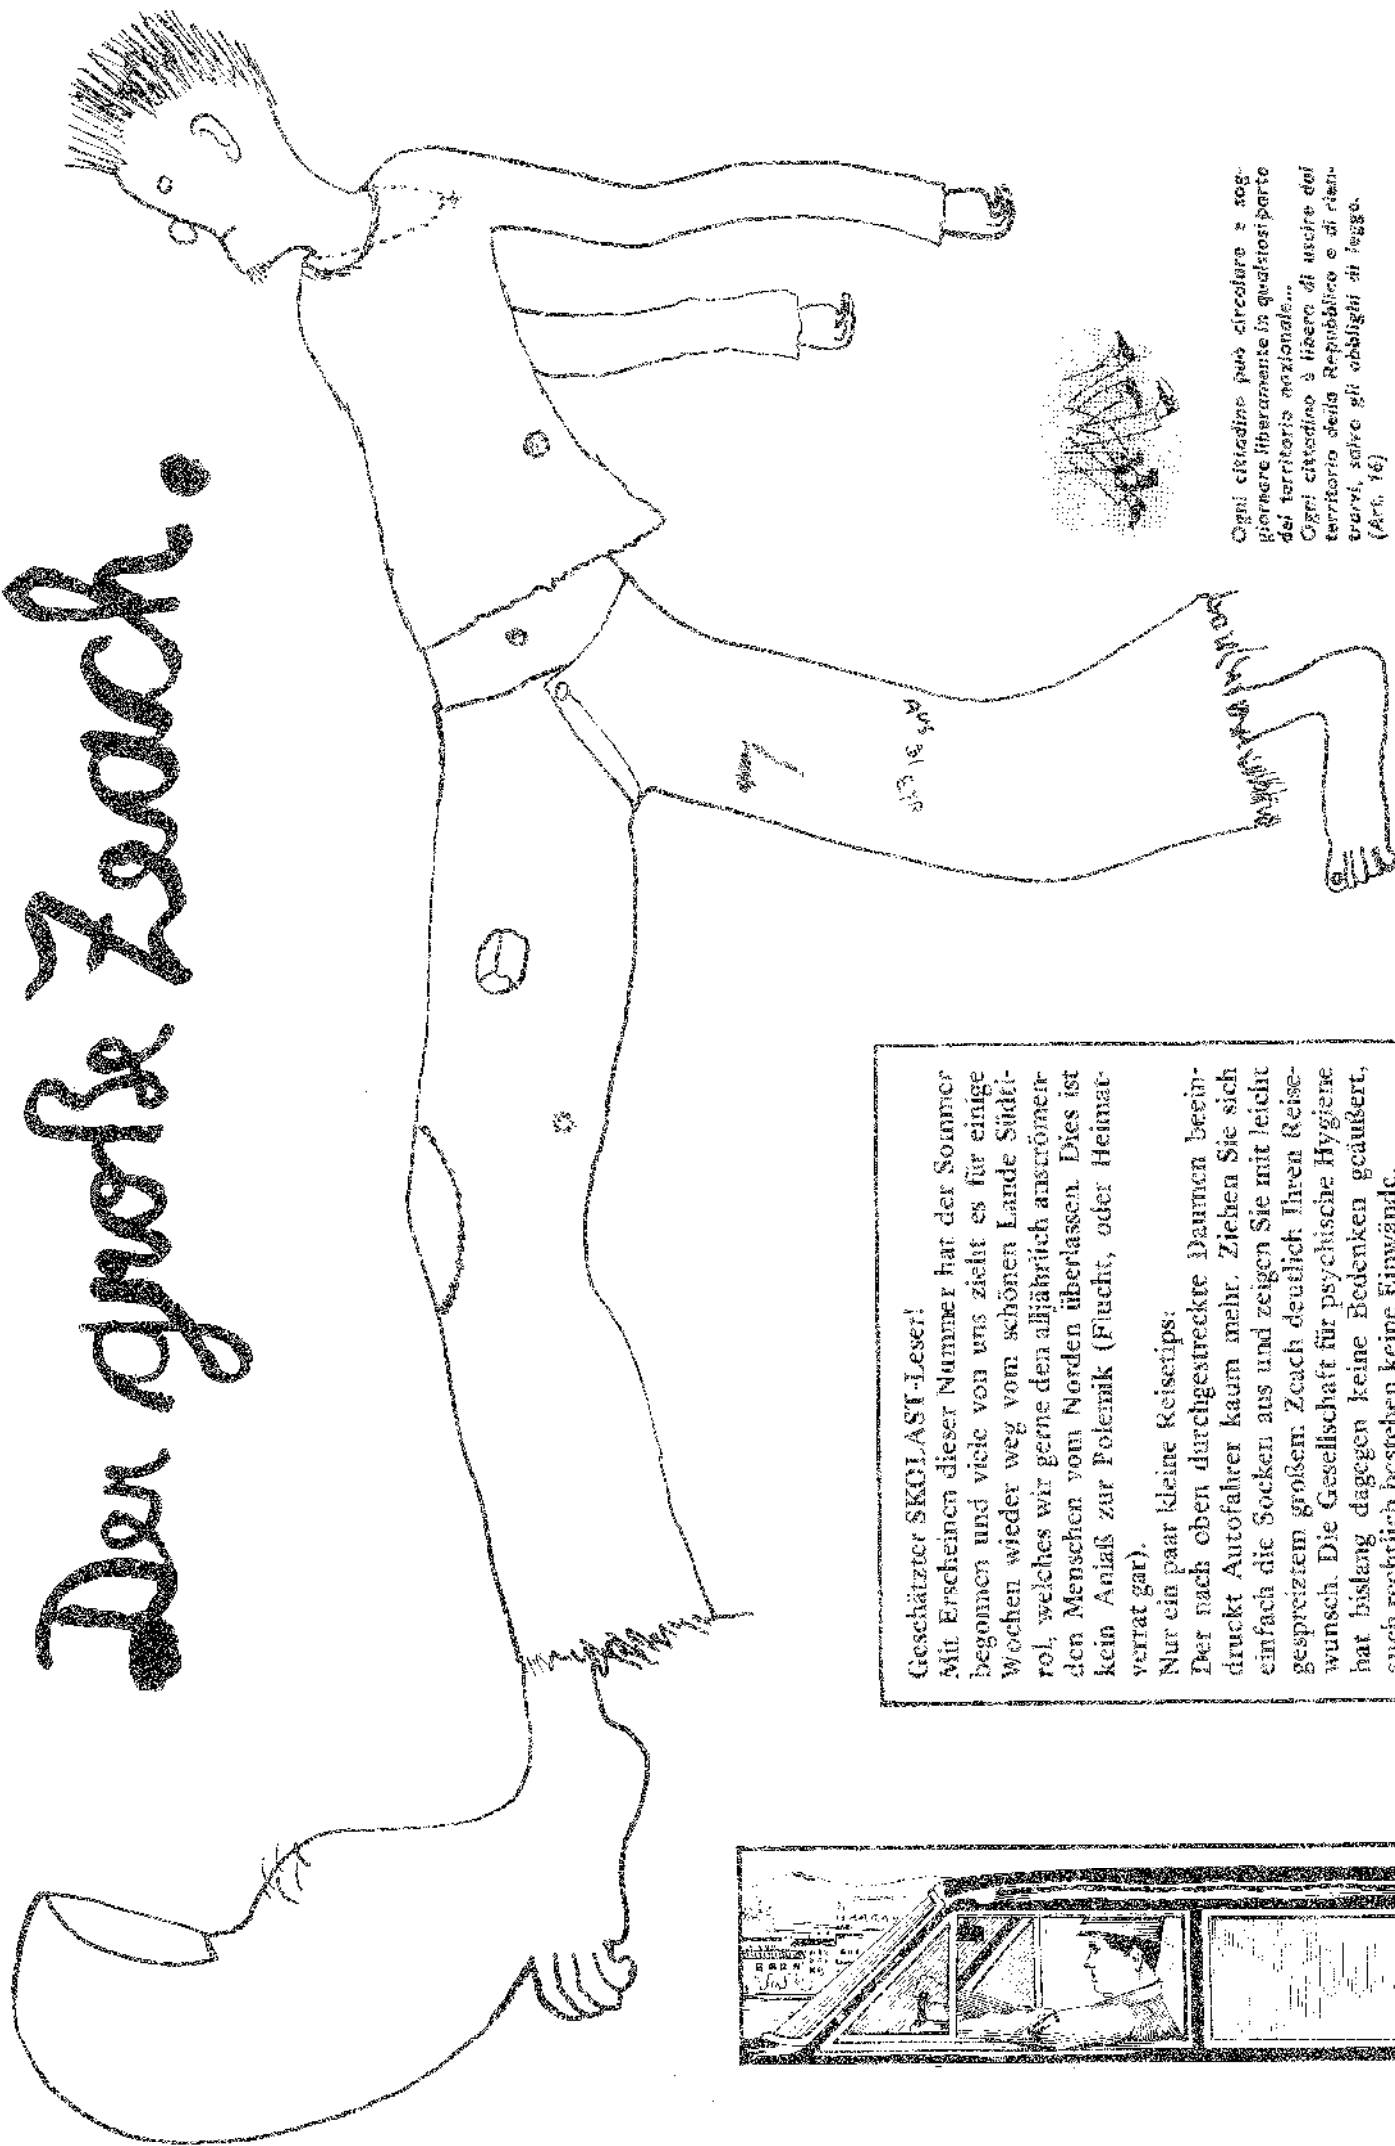 Der große Zeach.
Geschätzter SKOLAST-Leser!
Mit Erscheinen dieser Nummer hat der Sommer
begonnen und viele von uns zieht es für einige
Wochen wieder weg vom schönen Lande Südti-
rol, welches wir gerne den alljährlich anströmen-
den Menschen vom Norden überlassen. Dies ist
kein Anlaß zur Polemik (Flucht, oder Heimat-
verrat gar).
Nur ein paar kleine Reisetips:
Der nach oben durchgestreckte Daumen beein-
druckt Autofahrer kaum mehr. Ziehen Sie sich
einfach die Socken aus und zeigen Sie mit leicht
gespreiztem großem Zeach deutlich Ihren Reise-
wunsch. Die Gesellschaft für psychische Hygiene
hat bislang dagegen keine Bedenken geäußert,
auch rechtlich bestehen keine Einwände.
Ogni cittadino può circolare e sog-
giornare liberamente in qualsiasi parte
del territorio nazionale...
Ogni cittadino è libero di uscire dal
territorio della Repubblica e di rien-
trarvi, salvo gli obblighi di legge.
(Art. 16)
7